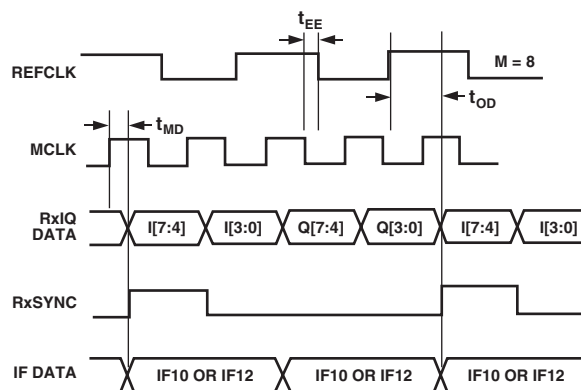 tEE
REFCLK
M = 8
tMD
tOD
MCLK
RxIQ
DATA
I[7:4] I[3:0] Q[7:4] Q[3:0] I[7:4] I[3:0]
RxSYNC
IF DATA
IF10 OR IF12 IF10 OR IF12 IF10 OR IF12